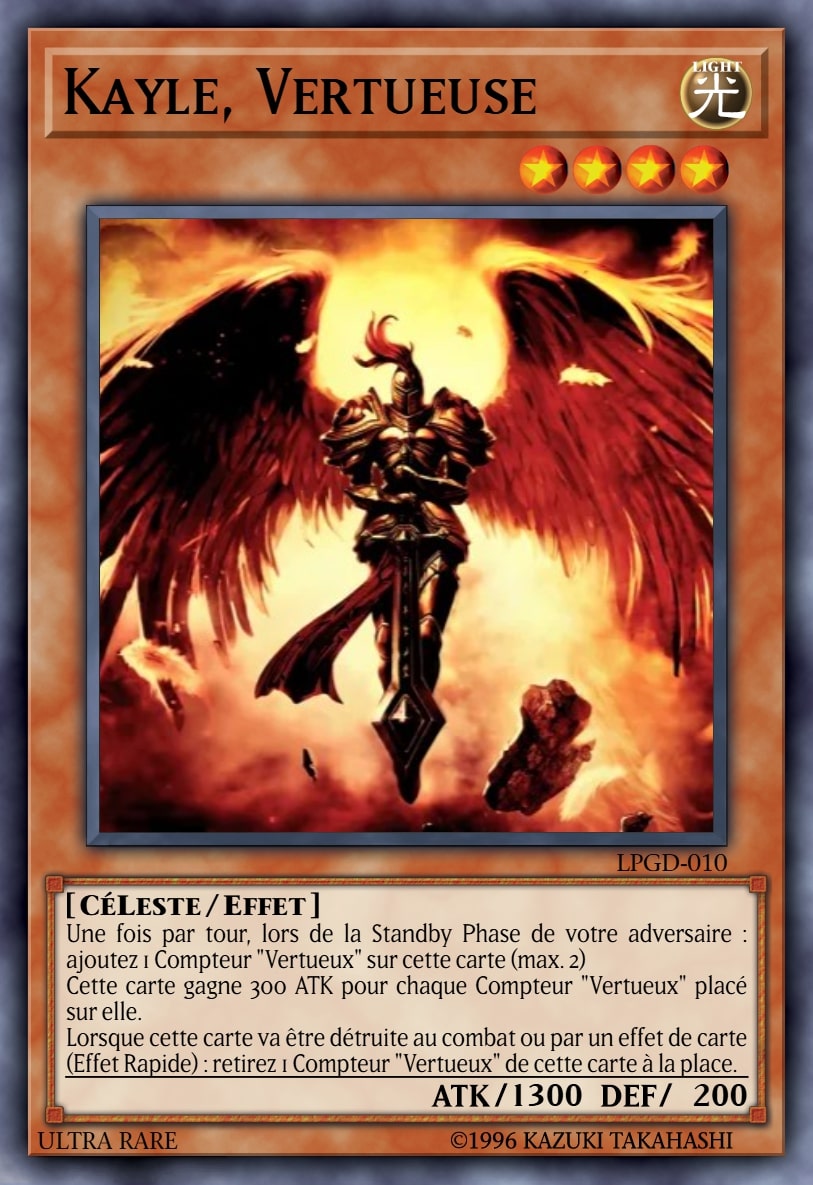 Kayle, Vertueuse
LIGHT
光
4
LPGD-010
[CéLeste/Effet]
Une fois par tour, lors de la Standby Phase de votre adversaire :
ajoutez 1 Compteur "Vertueux" sur cette carte (max. 2)
Cette carte gagne 300 ATK pour chaque Compteur "Vertueux" placé
sur elle.
Lorsque cette carte va être détruite au combat ou par un effet de carte
(Effet Rapide) : retirez 1 Compteur "Vertueux" de cette carte à la place.
ATK/1300 DEF/ 200
ULTRA RARE
©1996 KAZUKI TAKAHASHI